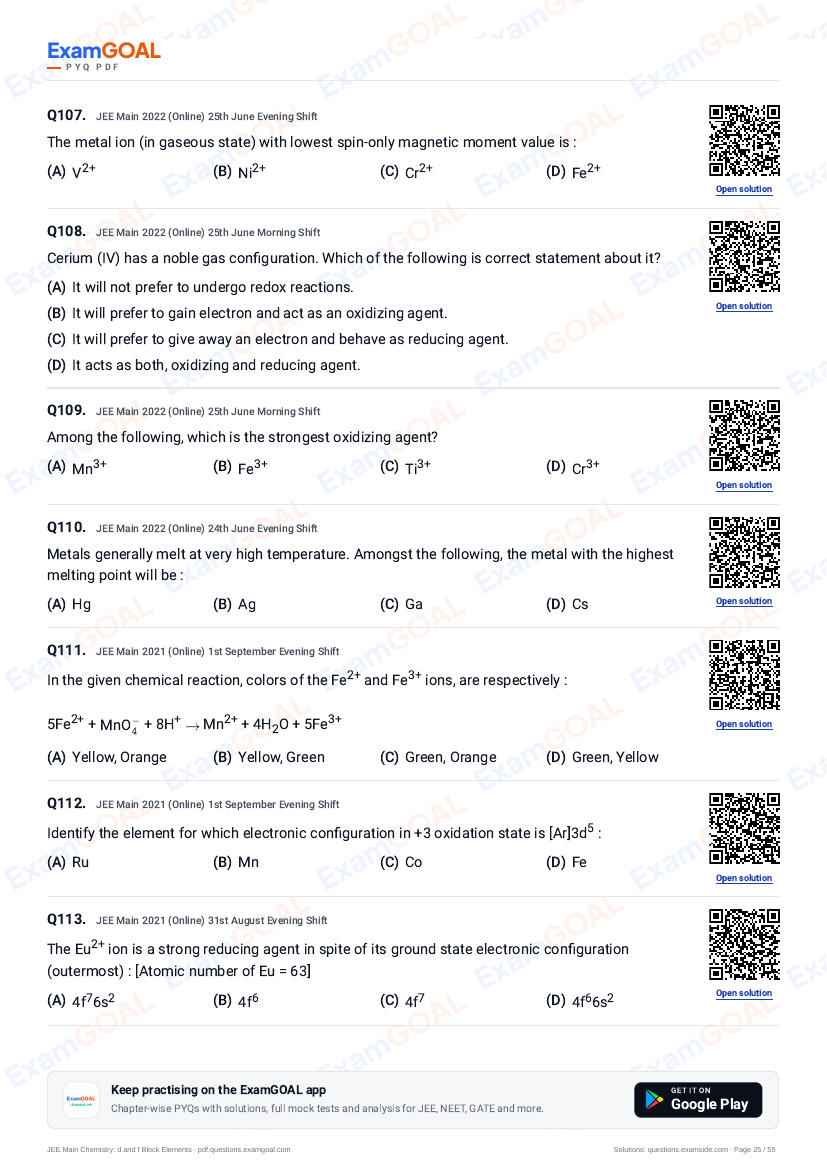 ExamGOAL
PYQ PDF
Q107. JEE Main 2022 (Online) 25th June Evening Shift
The metal ion (in gaseous state) with lowest spin-only magnetic moment value is :
(A) V2+ (B) Ni2+ (C) Cr2+ (D) Fe2+
Open solution
Q108. JEE Main 2022 (Online) 25th June Morning Shift
Cerium (IV) has a noble gas configuration. Which of the following is correct statement about it?
(A) It will not prefer to undergo redox reactions.
(B) It will prefer to gain electron and act as an oxidizing agent.
(C) It will prefer to give away an electron and behave as reducing agent.
(D) It acts as both, oxidizing and reducing agent.
Open solution
Q109. JEE Main 2022 (Online) 25th June Morning Shift
Among the following, which is the strongest oxidizing agent?
(A) Mn3+ (B) Fe3+ (C) Ti3+ (D) Cr3+
Open solution
Q110. JEE Main 2022 (Online) 24th June Evening Shift
Metals generally melt at very high temperature. Amongst the following, the metal with the highest
melting point will be :
(A) Hg (B) Ag (C) Ga (D) Cs
Open solution
Q111. JEE Main 2021 (Online) 1st September Evening Shift
In the given chemical reaction, colors of the Fe2+ and Fe3+ ions, are respectively :
5Fe2+ + MnO4− + 8H+ → Mn2+ + 4H2O + 5Fe3+
(A) Yellow, Orange (B) Yellow, Green (C) Green, Orange (D) Green, Yellow
Open solution
Q112. JEE Main 2021 (Online) 1st September Evening Shift
Identify the element for which electronic configuration in +3 oxidation state is [Ar]3d5 :
(A) Ru (B) Mn (C) Co (D) Fe
Open solution
Q113. JEE Main 2021 (Online) 31st August Evening Shift
The Eu2+ ion is a strong reducing agent in spite of its ground state electronic configuration
(outermost) : [Atomic number of Eu = 63]
(A) 4f76s2 (B) 4f6 (C) 4f7 (D) 4f66s2
Open solution
ExamGOAL
Keep practising on the ExamGOAL app
Chapter-wise PYQs with solutions, full mock tests and analysis for JEE, NEET, GATE and more.
GET IT ON
Google Play
JEE Main Chemistry: d and f Block Elements · pdf.questions.examgoal.com
Solutions: questions.examside.com · Page 25 / 55